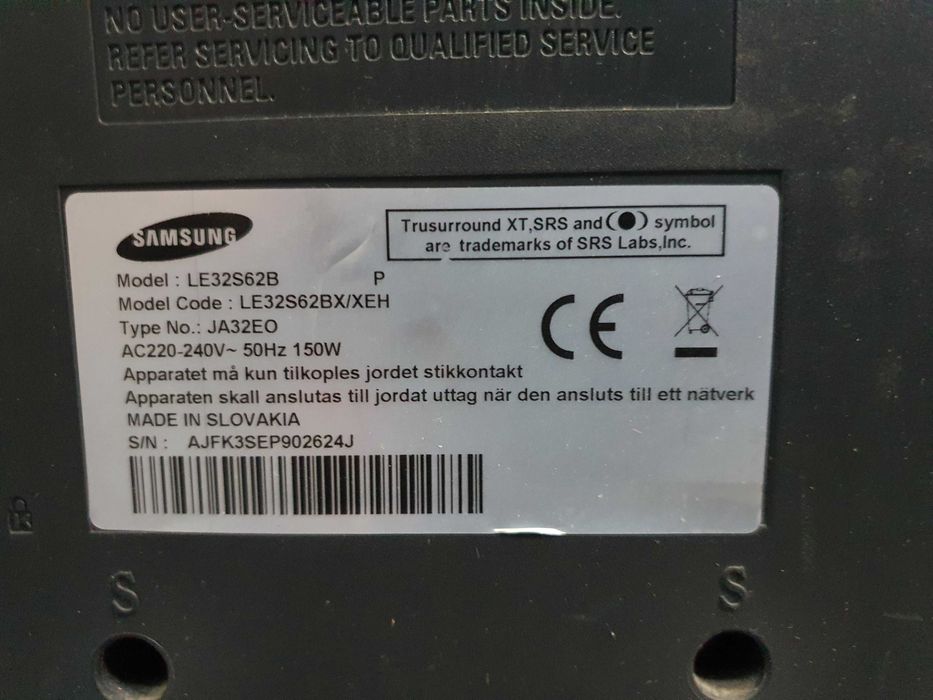 NO USER-SERVICEABLE PARTS INSIDE.
REFER SERVICING TO QUALIFIED SERVICE
PERSONNEL.
SAMSUNG
Trusurround XT,SRS and symbol
are trademarks of SRS Labs,Inc.
Model : LE32S62B P
Model Code : LE32S62BX/XEH
Type No.: JA32EO
AC220-240V~ 50Hz 150W
Apparatet må kun tilkoples jordet stikkontakt
Apparaten skall anslutas till jordat uttag när den ansluts till ett nätverk
MADE IN SLOVAKIA
S/N : AJFK3SEP902624J
CE
S
S